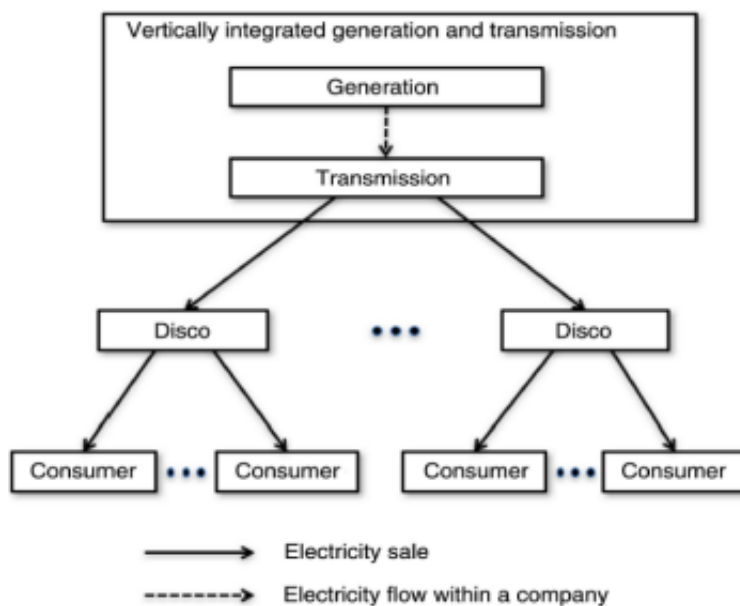 Vertically integrated generation and transmission
Generation
Transmission
Disco
Disco
Consumer
Consumer
Consumer
Consumer
Electricity sale
Electricity flow within a company